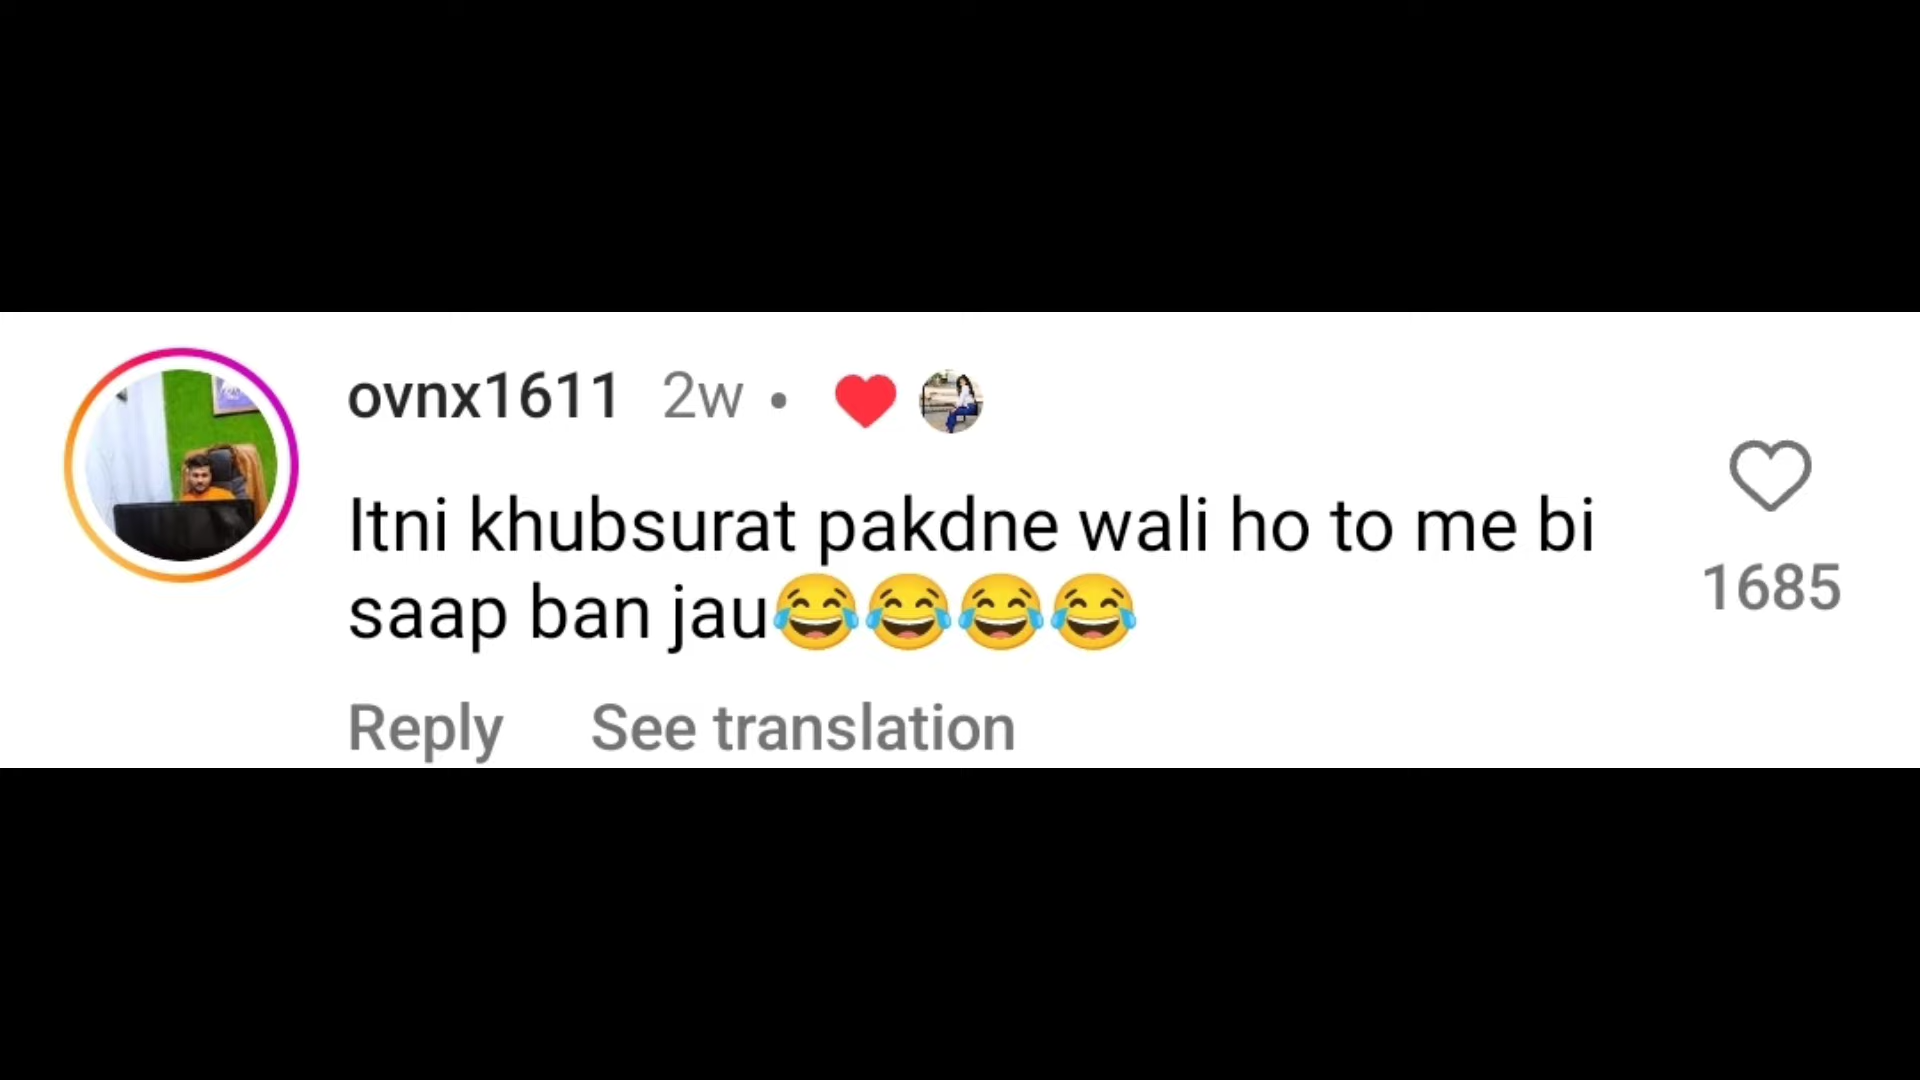 ovnx1611 2w • ❤️
Itni khubsurat pakdne wali ho to me bi
saap ban jau😂😂😂😂
1685
Reply See translation